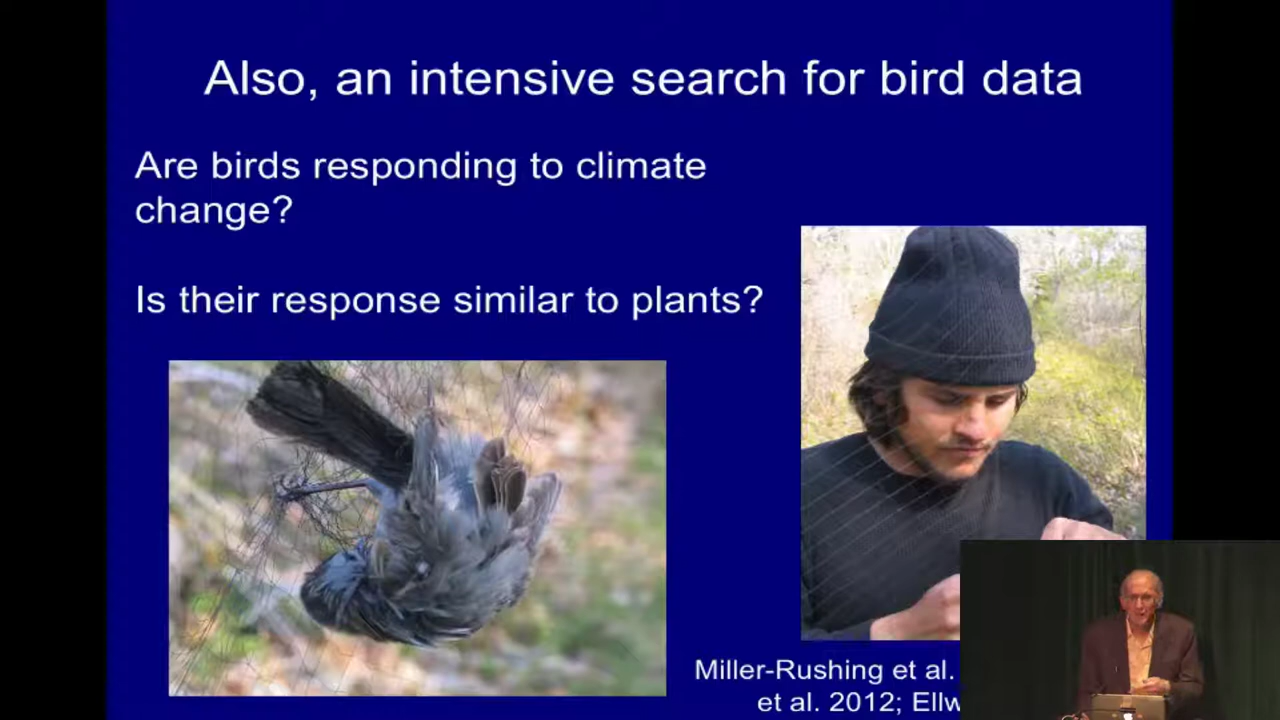 Also, an intensive search for bird data
Are birds responding to climate
change?
Is their response similar to plants?
Miller-Rushing et al.
et al. 2012;